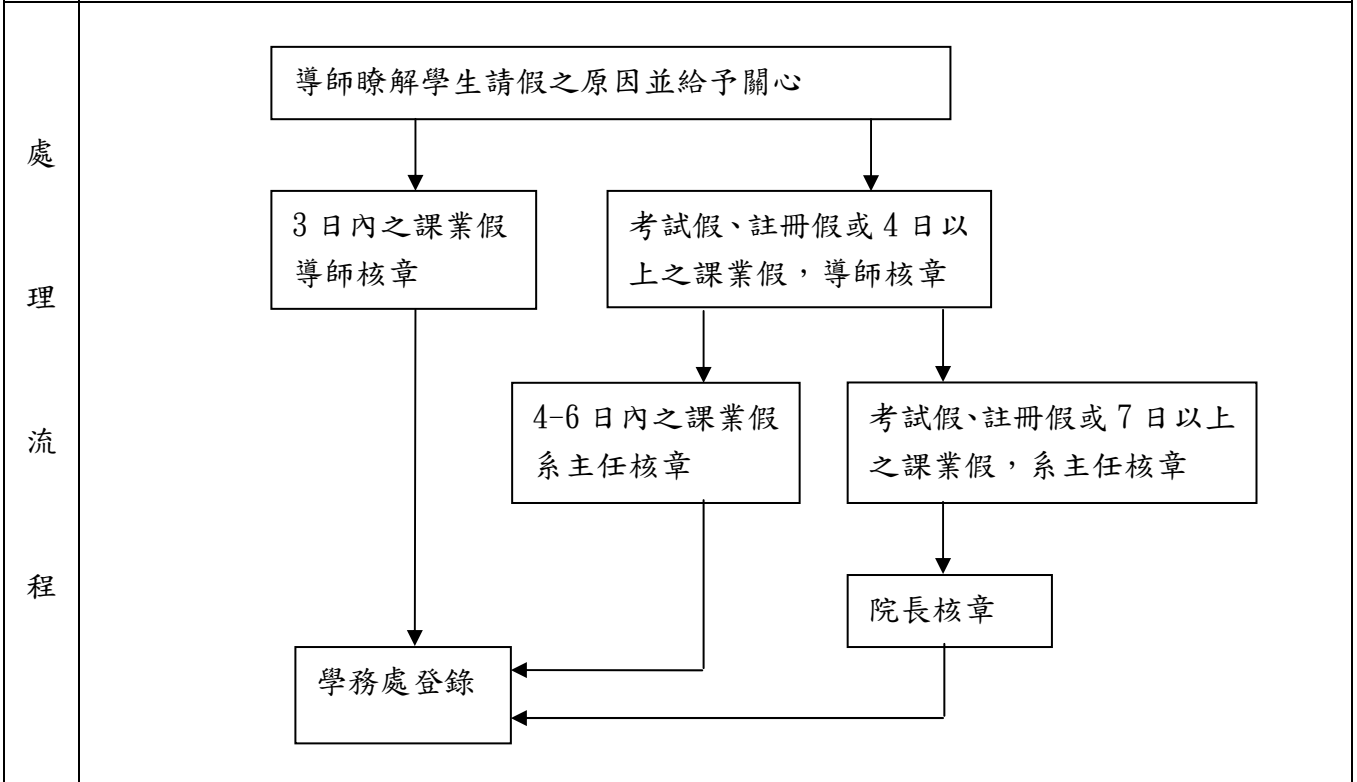 處
理
流
程
導師瞭解學生請假之原因並給予關心
3 日內之課業假
導師核章
考試假、註冊假或 4 日以
上之課業假，導師核章
4-6 日內之課業假
系主任核章
考試假、註冊假或 7 日以上
之課業假，系主任核章
院長核章
學務處登錄